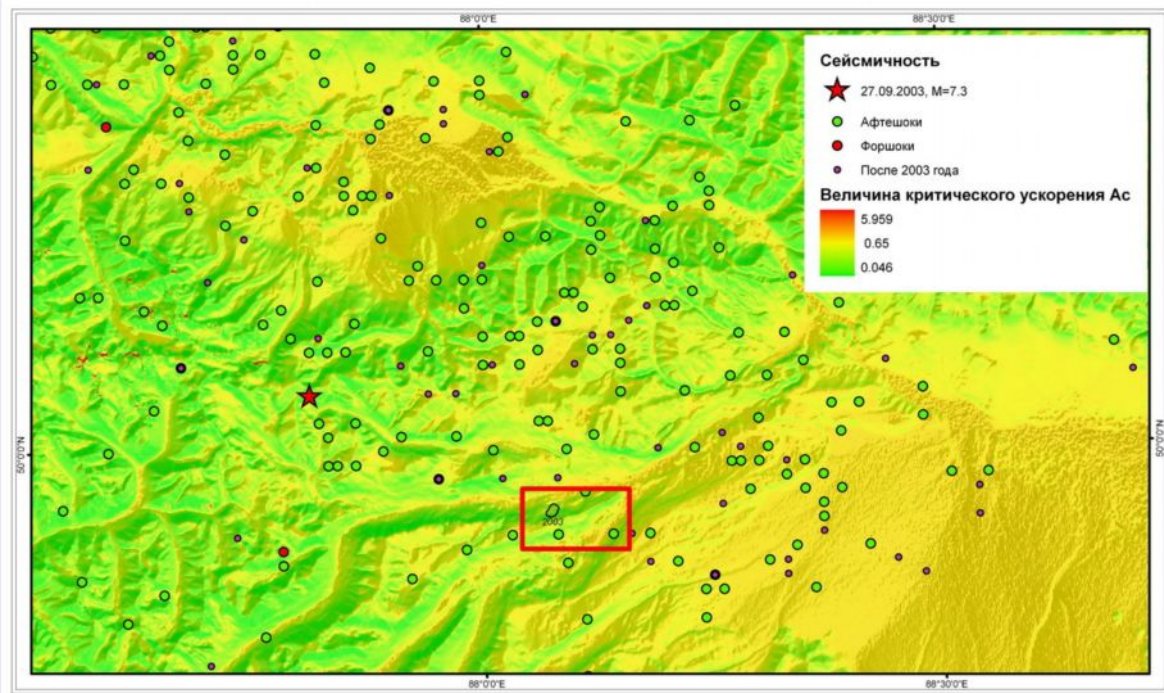 88°0'0"E
88°30'0"E
Сейсмичность
27.09.2003, М=7.3
Афтешоки
Форшоки
После 2003 года
Величина критического ускорения Ас
5.959
0.65
0.046
50°0'0"N
50°0'0"N
2003
88°0'0"E
88°30'0"E